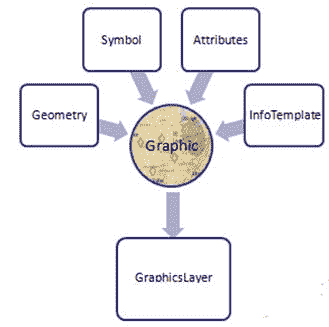 Symbol
Attributes
Geometry
InfoTemplate
Graphic
GraphicsLayer